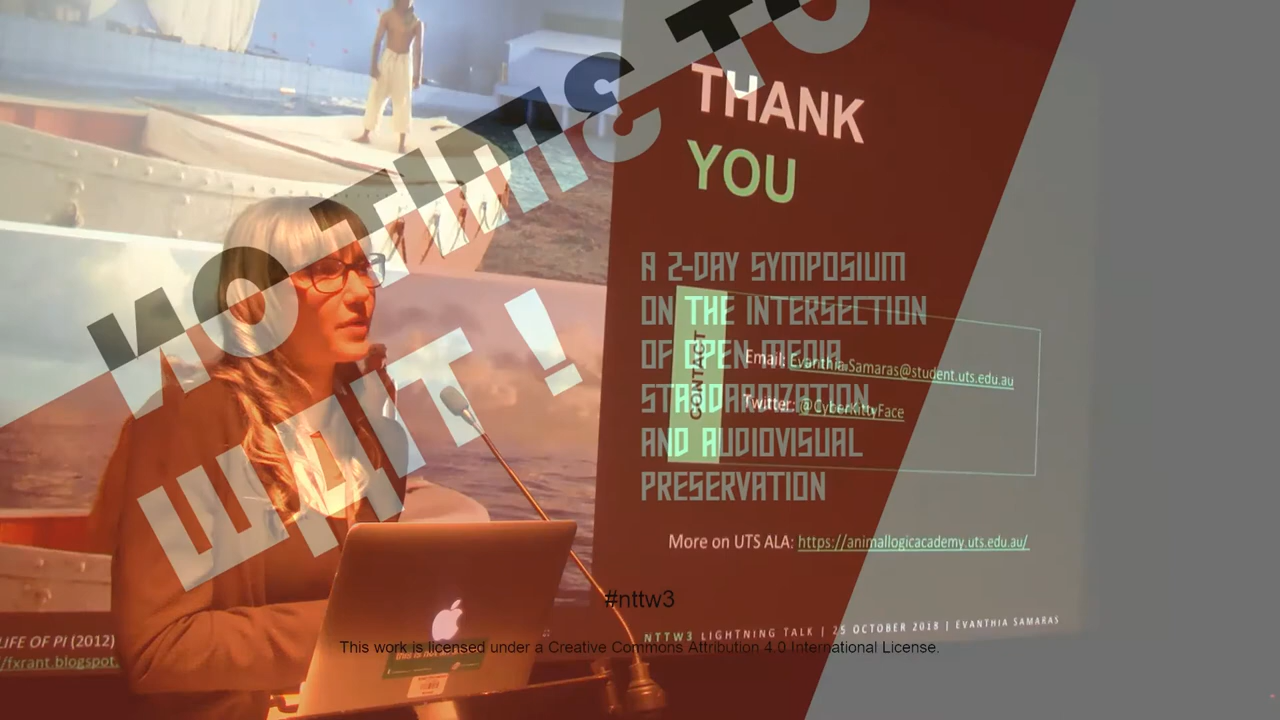 NO TIME TO
WAIT !
THANK
YOU
A 2-DAY SYMPOSIUM
ON THE INTERSECTION
OF OPEN MEDIA
STANDARDIZATION
AND AUDIOVISUAL
PRESERVATION
CONTACT
Email: Evanthia.Samaras@student.uts.edu.au
Twitter: @CyberKittyFace
More on UTS ALA: https://animallogicacademy.uts.edu.au/
#nttw3
NTTW3 LIGHTNING TALK | 25 OCTOBER 2018 | EVANTHIA SAMARAS
This work is licensed under a Creative Commons Attribution 4.0 International License.
LIFE OF PI (2012)
/fxrant.blogspot.